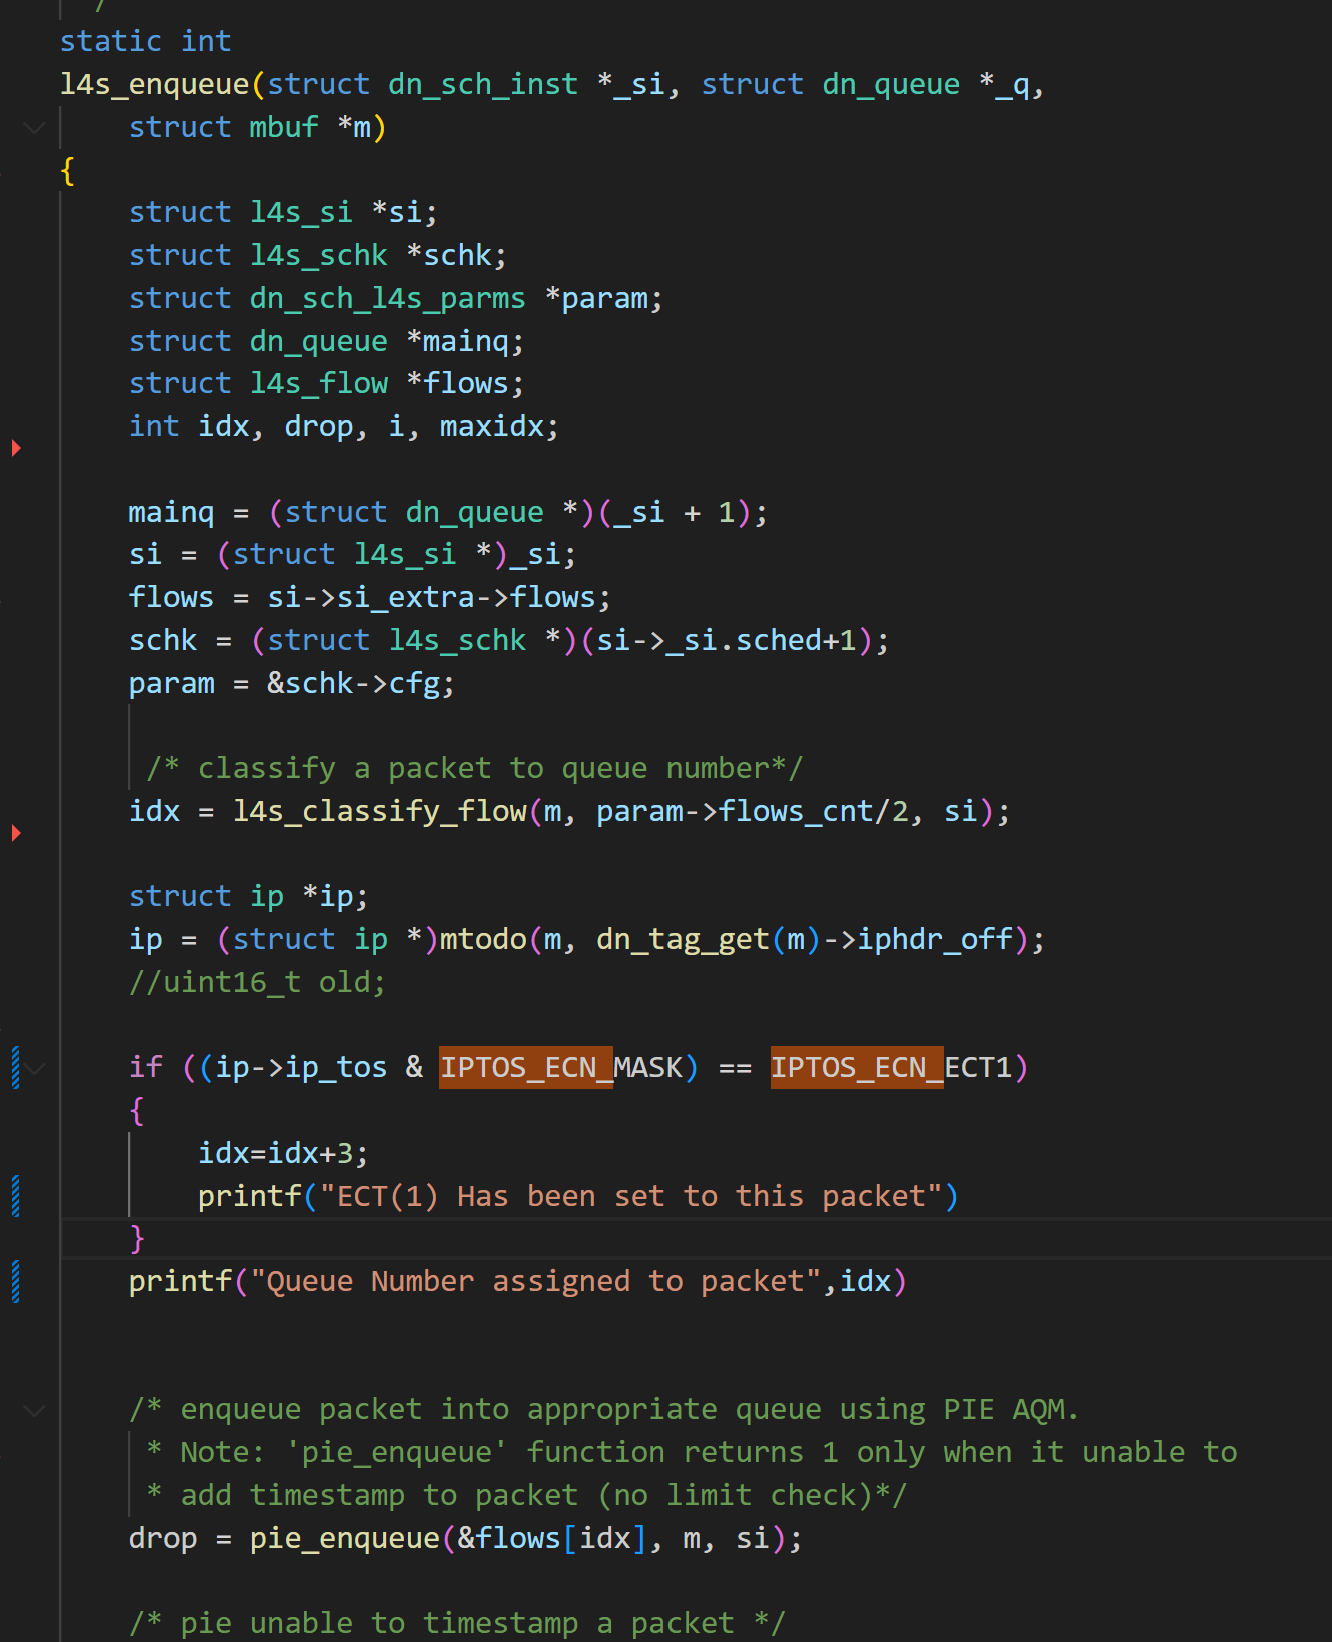 /
static int
l4s_enqueue(struct dn_sch_inst *_si, struct dn_queue *_q,
    struct mbuf *m)
{
    struct l4s_si *si;
    struct l4s_schk *schk;
    struct dn_sch_l4s_parms *param;
    struct dn_queue *mainq;
    struct l4s_flow *flows;
    int idx, drop, i, maxidx;

    mainq = (struct dn_queue *)(_si + 1);
    si = (struct l4s_si *)_si;
    flows = si->si_extra->flows;
    schk = (struct l4s_schk *)(si->_si.sched+1);
    param = &schk->cfg;

     /* classify a packet to queue number*/
    idx = l4s_classify_flow(m, param->flows_cnt/2, si);

    struct ip *ip;
    ip = (struct ip *)mtodo(m, dn_tag_get(m)->iphdr_off);
    //uint16_t old;

    if ((ip->ip_tos & IPTOS_ECN_MASK) == IPTOS_ECN_ECT1)
    {
        idx=idx+3;
        printf("ECT(1) Has been set to this packet")
    }
    printf("Queue Number assigned to packet",idx)


    /* enqueue packet into appropriate queue using PIE AQM.
     * Note: 'pie_enqueue' function returns 1 only when it unable to
     * add timestamp to packet (no limit check)*/
    drop = pie_enqueue(&flows[idx], m, si);

    /* pie unable to timestamp a packet */